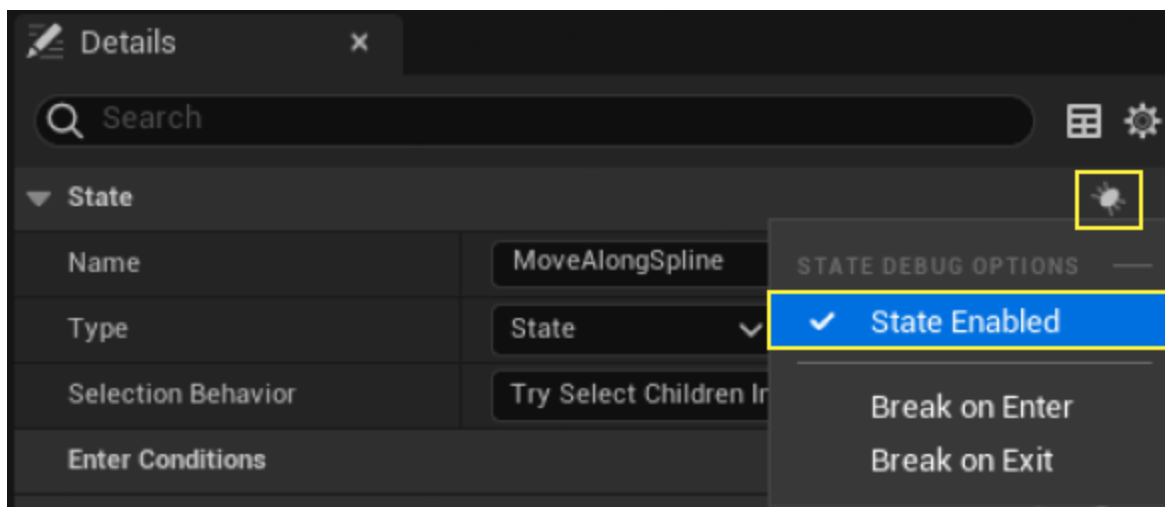 Details
Search
State
Name
MoveAlongSpline
STATE DEBUG OPTIONS
Type
State
State Enabled
Selection Behavior
Try Select Children
Break on Enter
Enter Conditions
Break on Exit